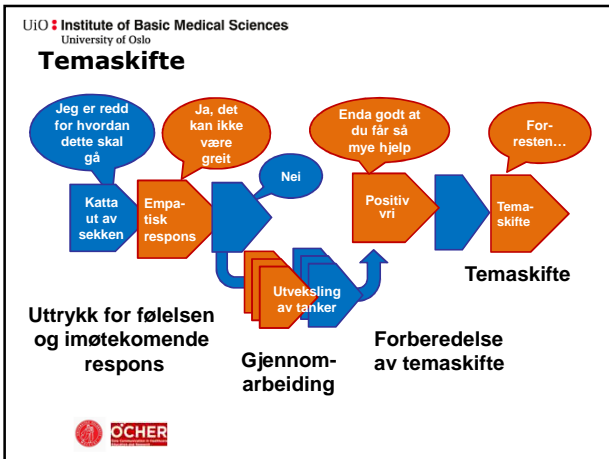 UiO Institute of Basic Medical Sciences
University of Oslo
Temaskifte
Jeg er redd
for hvordan
dette skal
gå
Ja, det
kan ikke
være
greit
Nei
Enda godt at
du får så
mye hjelp
For-
resten…
Katta
ut av
sekken
Empa-
tisk
respons
Positiv
vri
Tema-
skifte
Utveksling
av tanker
Temaskifte
Uttrykk for følelsen
og imøtekomende
respons
Gjennom-
arbeiding
Forberedelse
av temaskifte
OCHER